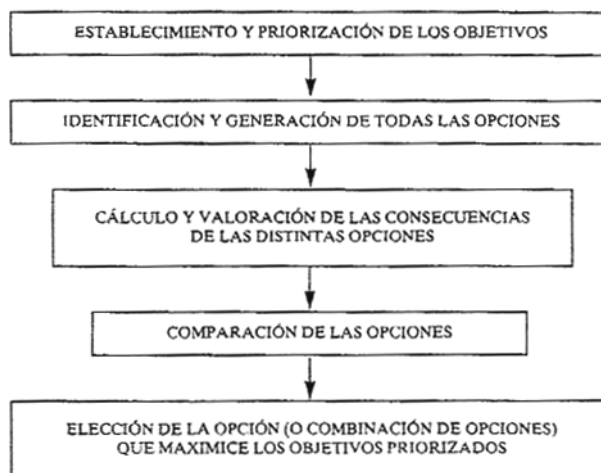 ESTABLECIMIENTO Y PRIORIZACIÓN DE LOS OBJETIVOS
IDENTIFICACIÓN Y GENERACIÓN DE TODAS LAS OPCIONES
CÁLCULO Y VALORACIÓN DE LAS CONSECUENCIAS
DE LAS DISTINTAS OPCIONES
COMPARACIÓN DE LAS OPCIONES
ELECCIÓN DE LA OPCIÓN (O COMBINACIÓN DE OPCIONES)
QUE MAXIMICE LOS OBJETIVOS PRIORIZADOS